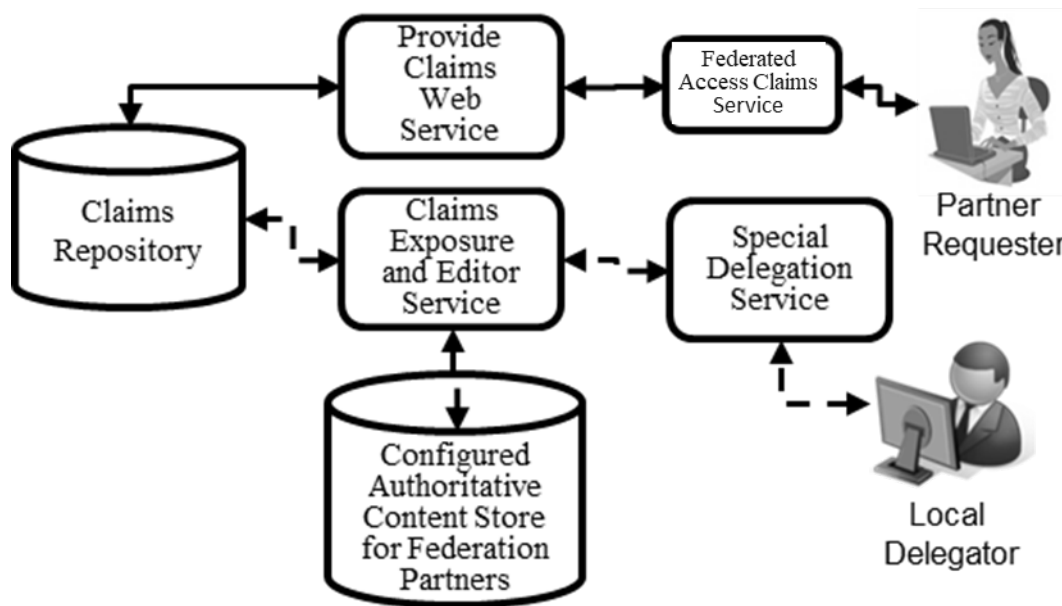 Provide
Claims
Web
Service
Federated
Access Claims
Service
Partner
Requester
Claims
Repository
Claims
Exposure
and Editor
Service
Special
Delegation
Service
Configured
Authoritative
Content Store
for Federation
Partners
Local
Delegator